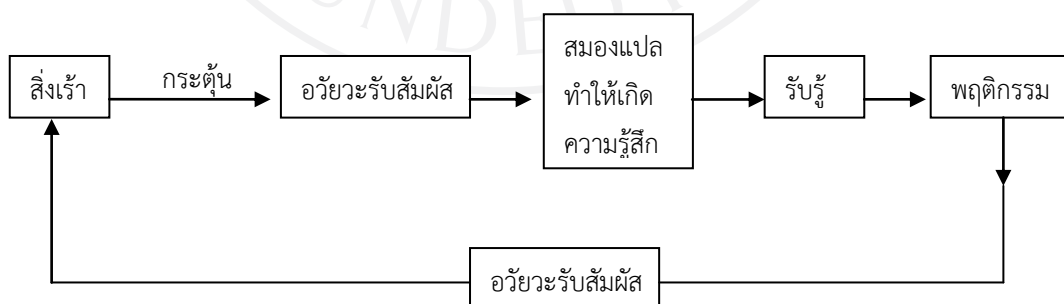 สิ่งเร้า
กระตุ้น
อวัยวะรับสัมผัส
สมองแปล
ทำให้เกิด
ความรู้สึก
รับรู้
พฤติกรรม
อวัยวะรับสัมผัส